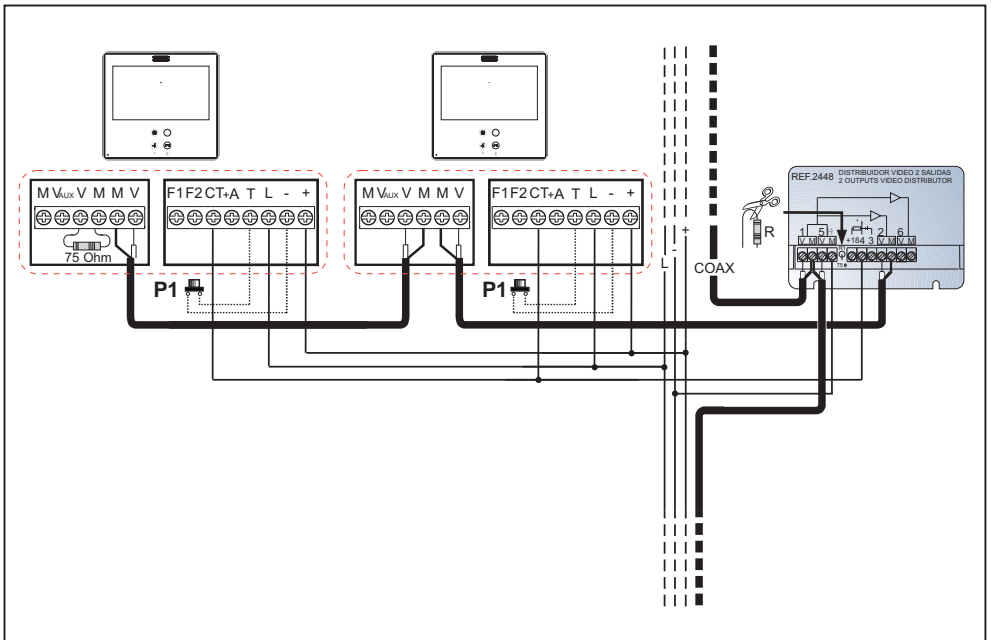 M VAUX V M M V
F1 F2 CT +A T L - +
75 Ohm
P1
M VAUX V M M V
F1 F2 CT +A T L - +
P1
L
-
+
COAX
R
REF.2448
DISTRIBUIDOR VIDEO 2 SALIDAS
2 OUTPUTS VIDEO DISTRIBUTOR
1 5 (-) +18 4 3 2 6
V M V M V M V M